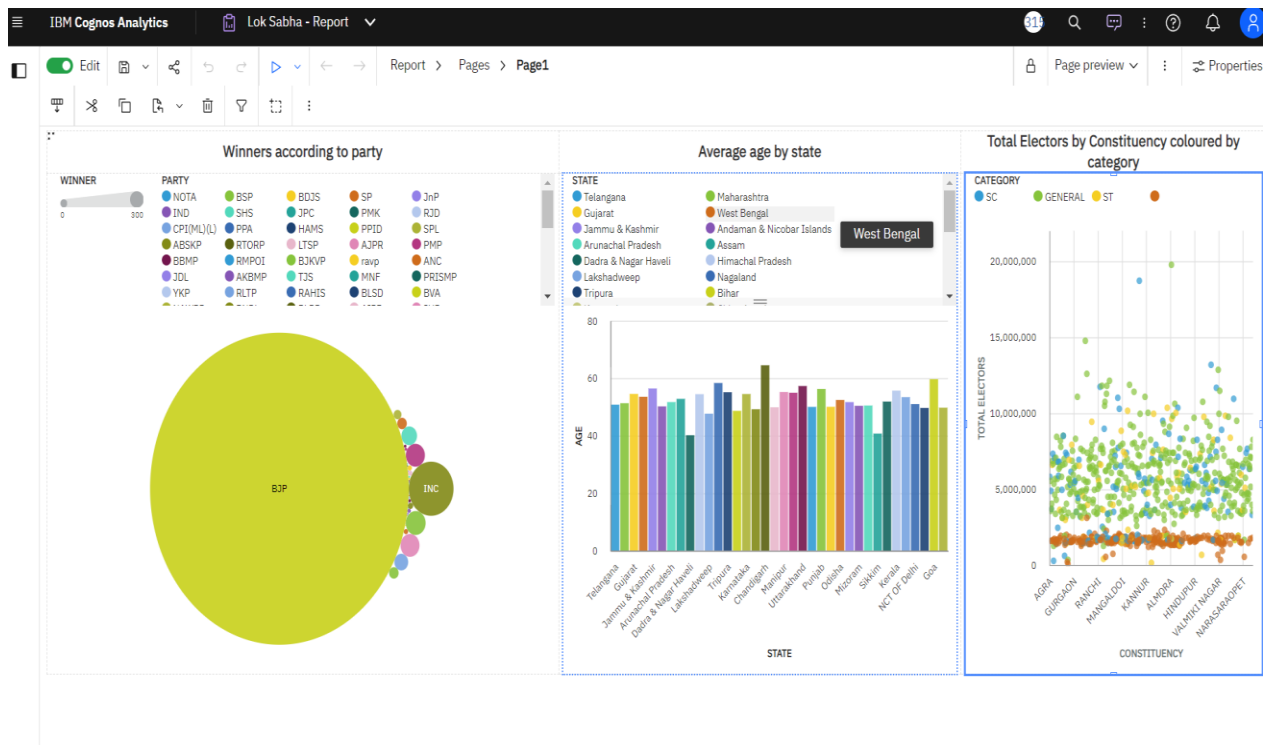 IBM Cognos Analytics Lok Sabha - Report
Edit Report > Pages > Page1 Page preview Properties
Winners according to party
WINNER
0 300
PARTY
NOTA BSP BDJS SP JnP
IND SHS JPC PMK RJD
CPI(ML)(L) PPA HAMS PPID SPL
ABSKP RTORP LTSP AJPR PMP
BBMP RMPOI BJKVP ravp ANC
JDL AKBMP TJS MNF PRISMP
YKP RLTP RAHIS BLSD BVA
BJP
INC
Average age by state
STATE
Telangana Maharashtra
Gujarat West Bengal
Jammu & Kashmir Andaman & Nicobar Islands
Arunachal Pradesh Assam
Dadra & Nagar Haveli Himachal Pradesh
Lakshadweep Nagaland
Tripura Bihar
West Bengal
80
60
40
20
0
AGE
Telangana
Gujarat
Jammu & Kashmir
Arunachal Pradesh
Dadra & Nagar Haveli
Lakshadweep
Tripura
Karnataka
Chandigarh
Manipur
Uttarakhand
Punjab
Odisha
Mizoram
Sikkim
Kerala
NCT OF Delhi
Goa
STATE
Total Electors by Constituency coloured by
category
CATEGORY
SC GENERAL ST
20,000,000
15,000,000
10,000,000
5,000,000
0
TOTAL ELECTORS
AGRA
GURGAON
RANCHI
MANGALDOI
KANNUR
ALMORA
HINDUPUR
VALMIKI NAGAR
NARASARAOPET
CONSTITUENCY